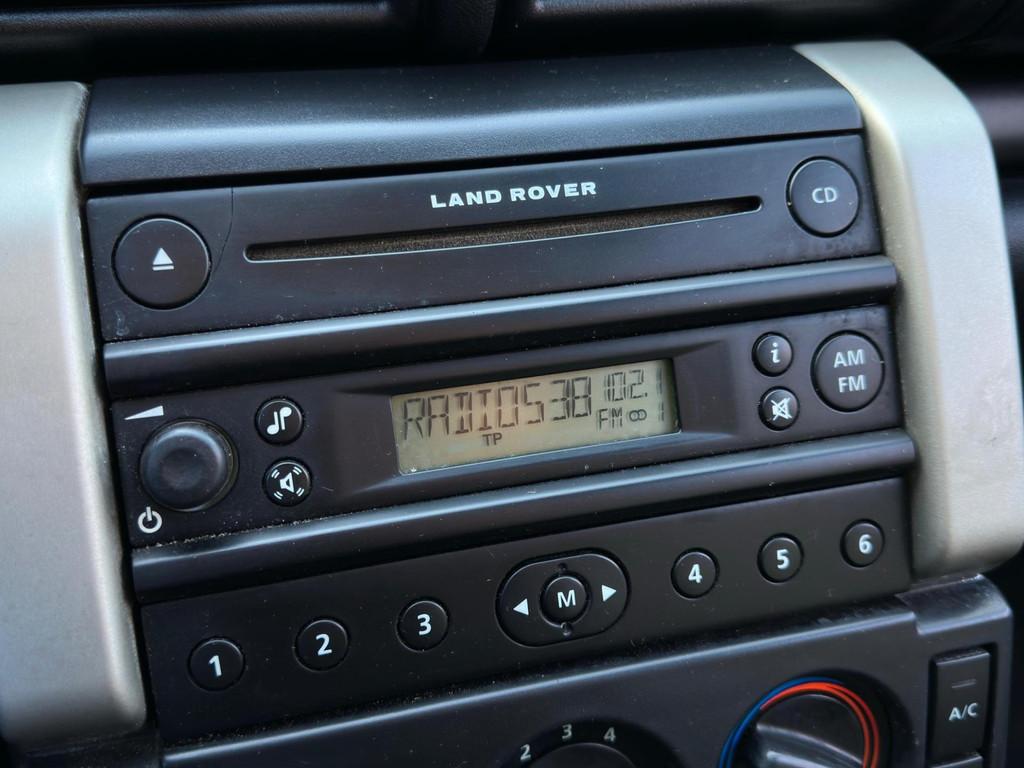 LAND ROVER
CD
RADIO538 102.1
FM 1
TP
i
AM
FM
1 2 3 M 4 5 6
2 3 4
A/C